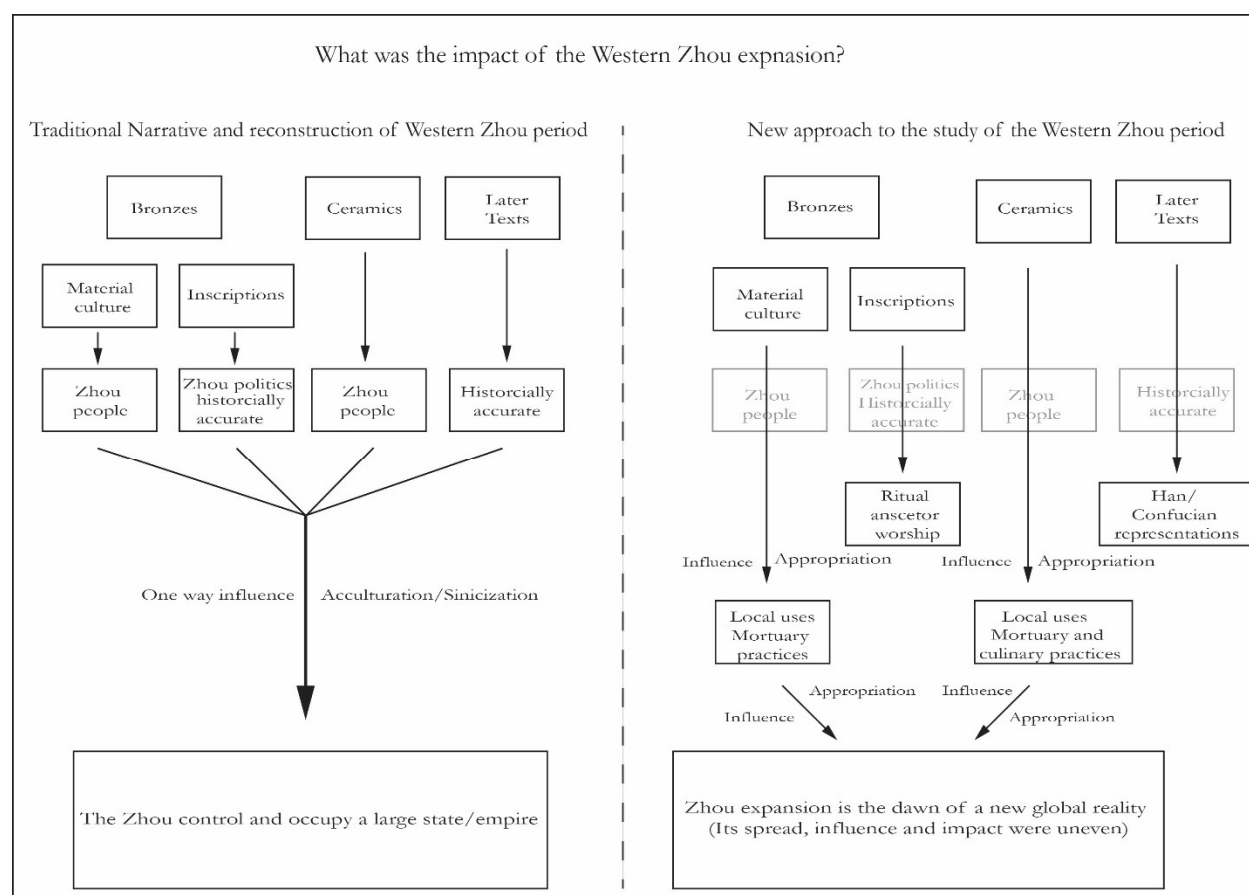 What was the impact of the Western Zhou expnasion?
Traditional Narrative and reconstruction of Western Zhou period
Bronzes
Ceramics
Later
Texts
Material
culture
Inscriptions
Zhou
people
Zhou politics
historcially
accurate
Zhou
people
Historcially
accurate
One way influence
Acculturation/Sinicization
The Zhou control and occupy a large state/empire
New approach to the study of the Western Zhou period
Bronzes
Ceramics
Later
Texts
Material
culture
Inscriptions
Zhou
people
Zhou politics
Historcially
accurate
Zhou
people
Historcially
accurate
Ritual
anscetor
worship
Han/
Confucian
representations
Influence
Appropriation
Influence
Appropriation
Local uses
Mortuary
practices
Local uses
Mortuary and
culinary practices
Appropriation
Influence
Influence
Appropriation
Zhou expansion is the dawn of a new global reality
(Its spread, influence and impact were uneven)